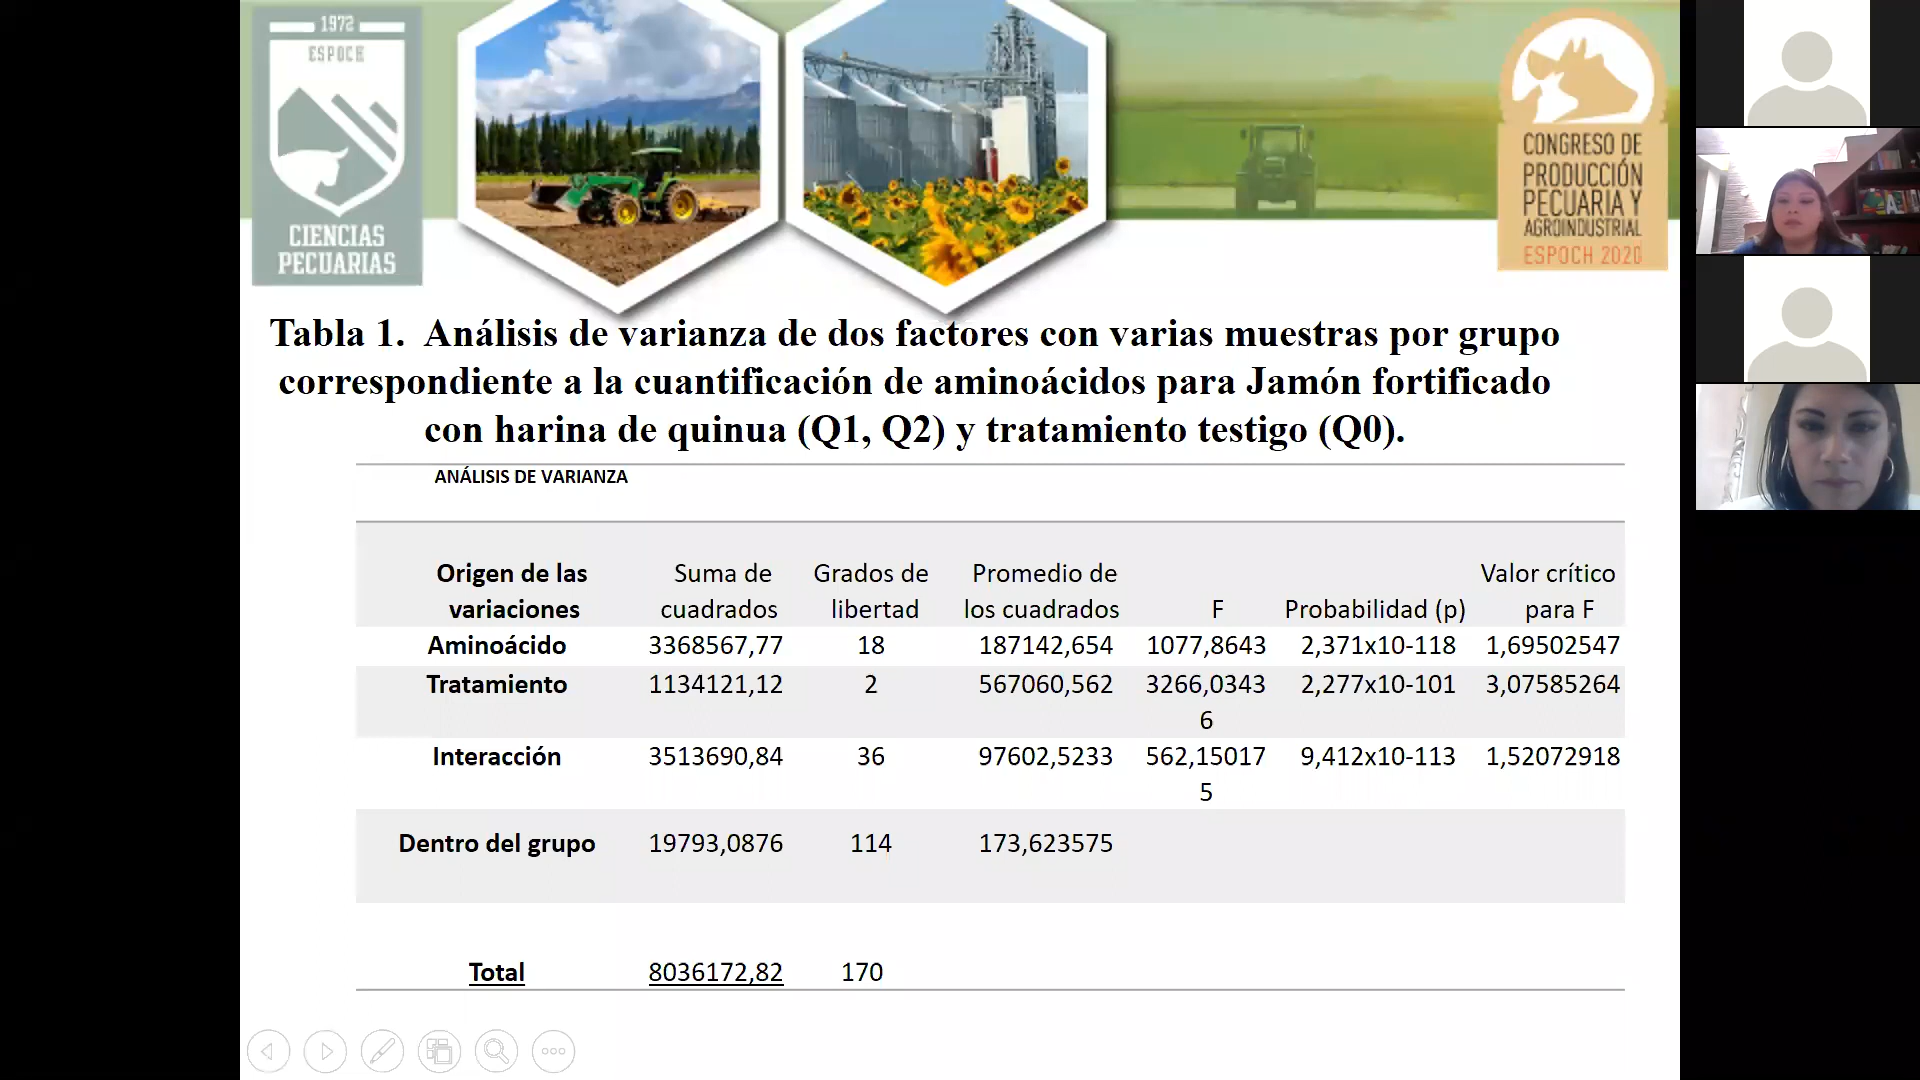 1972
ESPOCH
CIENCIAS
PECUARIAS
CONGRESO DE
PRODUCCIÓN
PECUARIA Y
AGROINDUSTRIAL
ESPOCH 2020
Tabla 1. Análisis de varianza de dos factores con varias muestras por grupo
correspondiente a la cuantificación de aminoácidos para Jamón fortificado
con harina de quinua (Q1, Q2) y tratamiento testigo (Q0).
ANÁLISIS DE VARIANZA
Origen de las variaciones Suma de cuadrados Grados de libertad Promedio de los cuadrados F Probabilidad (p) Valor crítico para F
Aminoácido 3368567,77 18 187142,654 1077,8643 2,371x10-118 1,69502547
Tratamiento 1134121,12 2 567060,562 3266,0343 2,277x10-101 3,07585264
6
Interacción 3513690,84 36 97602,5233 562,15017 9,412x10-113 1,52072918
5
Dentro del grupo 19793,0876 114 173,623575
Total 8036172,82 170